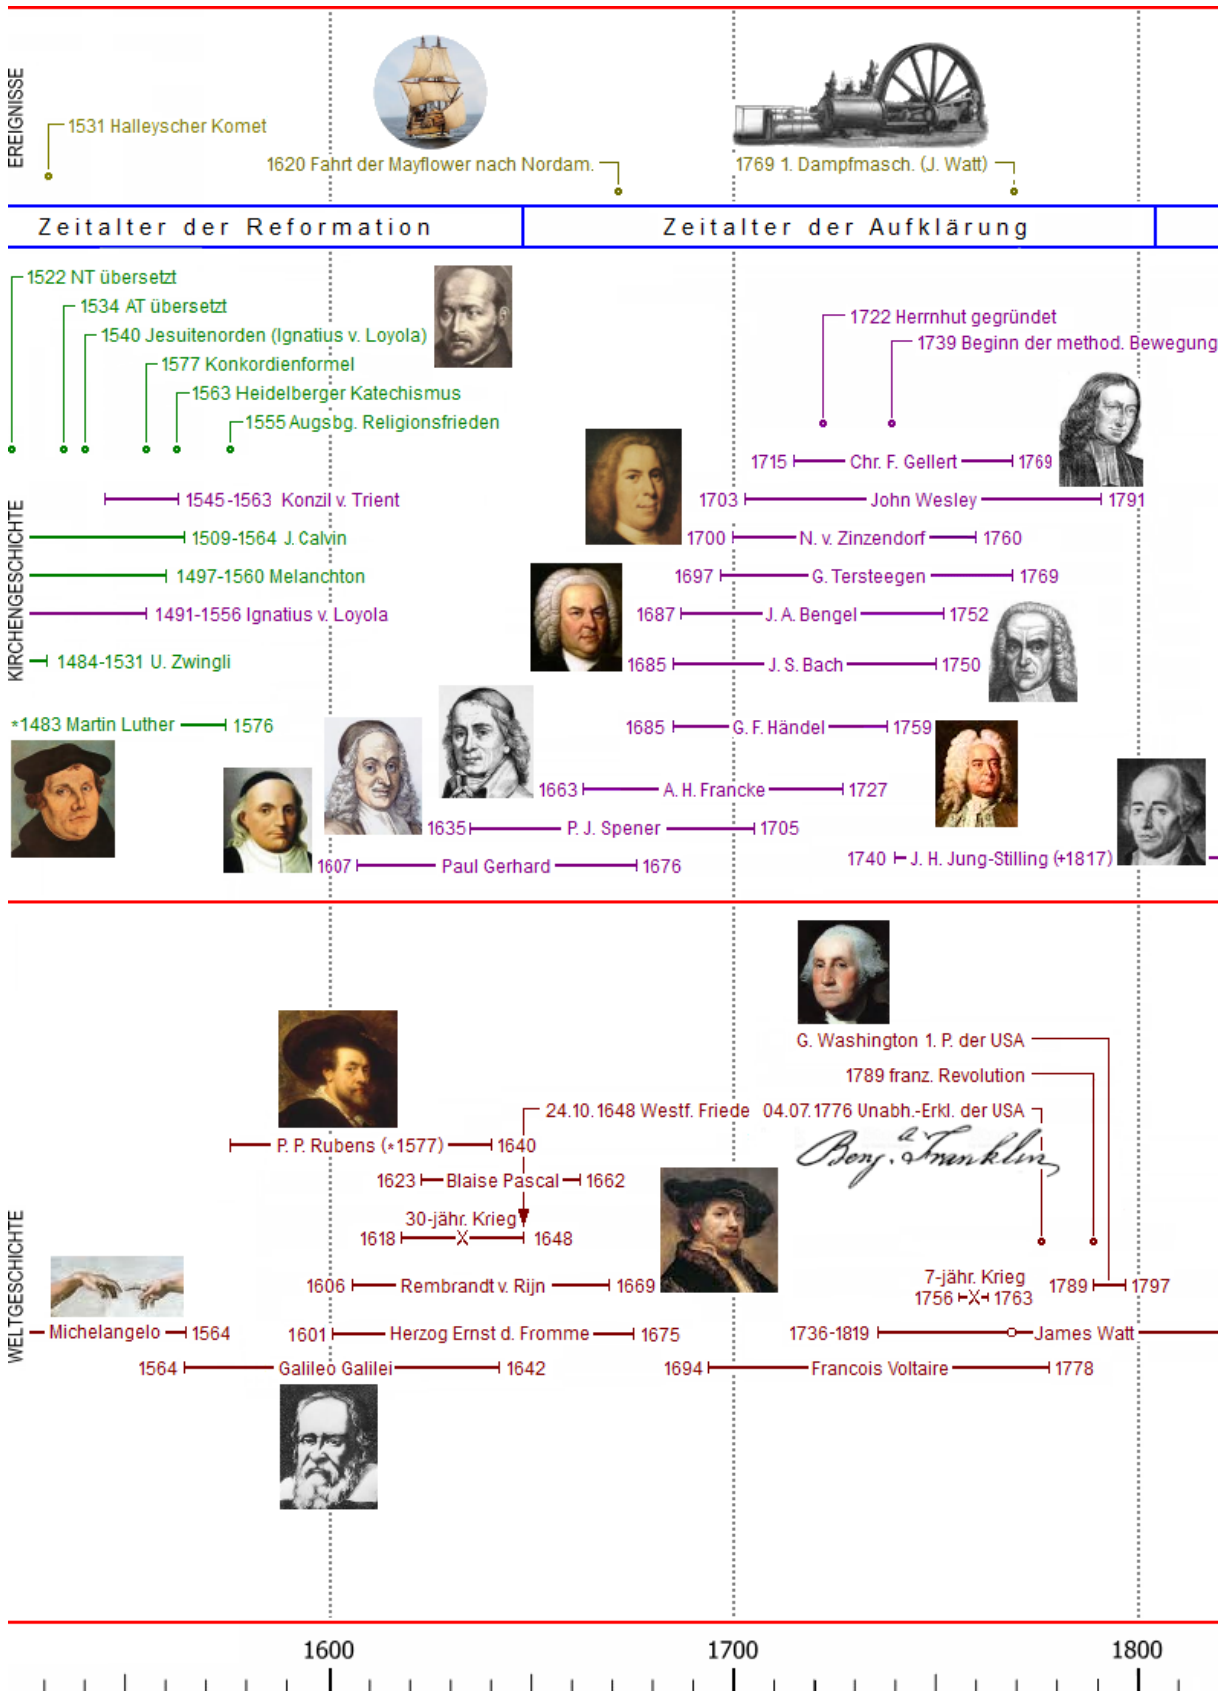 EREIGNISSE
1531 Halleyscher Komet
1620 Fahrt der Mayflower nach Nordam.
1769 1. Dampfmasch. (J. Watt)
Zeitalter der Reformation
Zeitalter der Aufklärung
KIRCHENGESCHICHTE
1522 NT übersetzt
1534 AT übersetzt
1540 Jesuitenorden (Ignatius v. Loyola)
1577 Konkordienformel
1563 Heidelberger Katechismus
1555 Augsbg. Religionsfrieden
1722 Herrnhut gegründet
1739 Beginn der method. Bewegung
1715 Chr. F. Gellert 1769
1545-1563 Konzil v. Trient
1703 John Wesley 1791
1509-1564 J. Calvin
1700 N. v. Zinzendorf 1760
1497-1560 Melanchton
1697 G. Tersteegen 1769
1491-1556 Ignatius v. Loyola
1687 J. A. Bengel 1752
1484-1531 U. Zwingli
1685 J. S. Bach 1750
*1483 Martin Luther 1576
1685 G. F. Händel 1759
1663 A. H. Francke 1727
1635 P. J. Spener 1705
1607 Paul Gerhard 1676
1740 J. H. Jung-Stilling (+1817)
WELTGESCHICHTE
G. Washington 1. P. der USA
1789 franz. Revolution
24.10.1648 Westf. Friede 04.07.1776 Unabh.-Erkl. der USA
P. P. Rubens (*1577) 1640
Benj. Franklin
1623 Blaise Pascal 1662
30-jähr. Krieg
1618 1648
1606 Rembrandt v. Rijn 1669
7-jähr. Krieg
1756 1763
1789 1797
Michelangelo 1564
1601 Herzog Ernst d. Fromme 1675
1736-1819 James Watt
1564 Galileo Galilei 1642
1694 Francois Voltaire 1778
1600 1700 1800